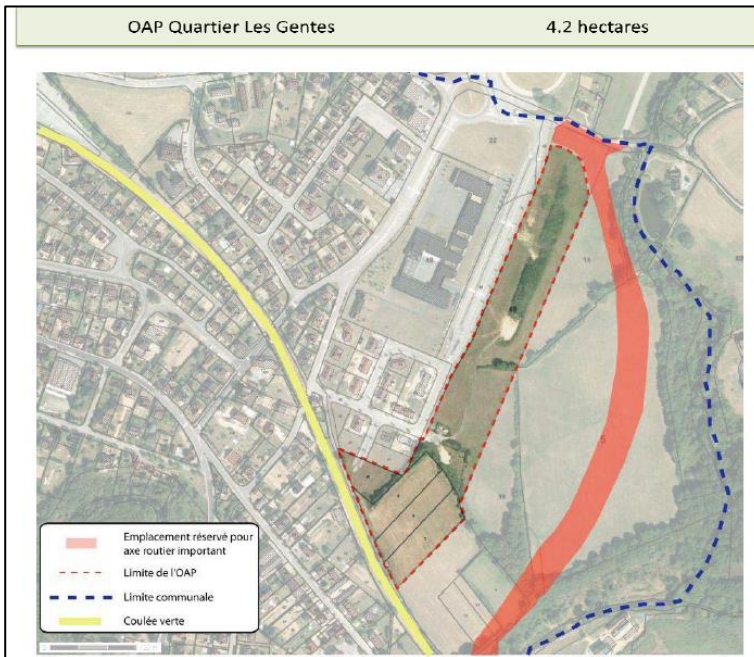 OAP Quartier Les Gentes 4.2 hectares
22
Emplacement réservé pour
axe routier important
Limite de l'OAP
Limite communale
Coulée verte